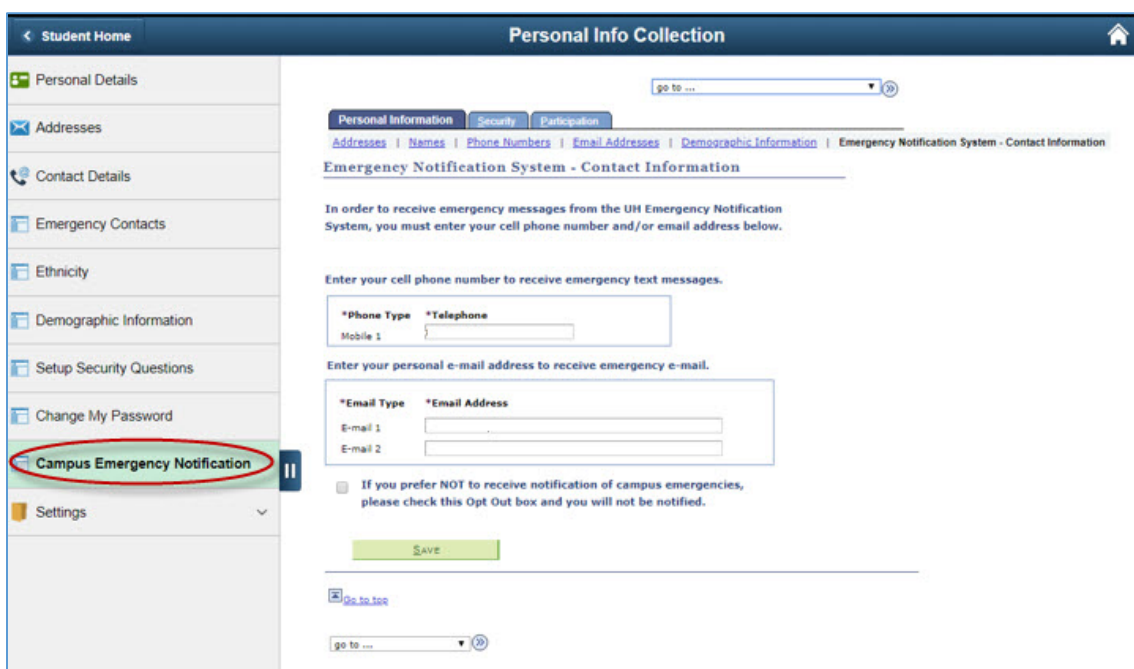 Student Home
Personal Info Collection
Personal Details
Addresses
Contact Details
Emergency Contacts
Ethnicity
Demographic Information
Setup Security Questions
Change My Password
Campus Emergency Notification
Settings
go to ...
Personal Information Security Participation
Addresses | Names | Phone Numbers | Email Addresses | Demographic Information | Emergency Notification System - Contact Information
Emergency Notification System - Contact Information
In order to receive emergency messages from the UH Emergency Notification
System, you must enter your cell phone number and/or email address below.
Enter your cell phone number to receive emergency text messages.
*Phone Type *Telephone
Mobile 1
Enter your personal e-mail address to receive emergency e-mail.
*Email Type *Email Address
E-mail 1
E-mail 2
If you prefer NOT to receive notification of campus emergencies,
please check this Opt Out box and you will not be notified.
SAVE
Go to top
go to ...